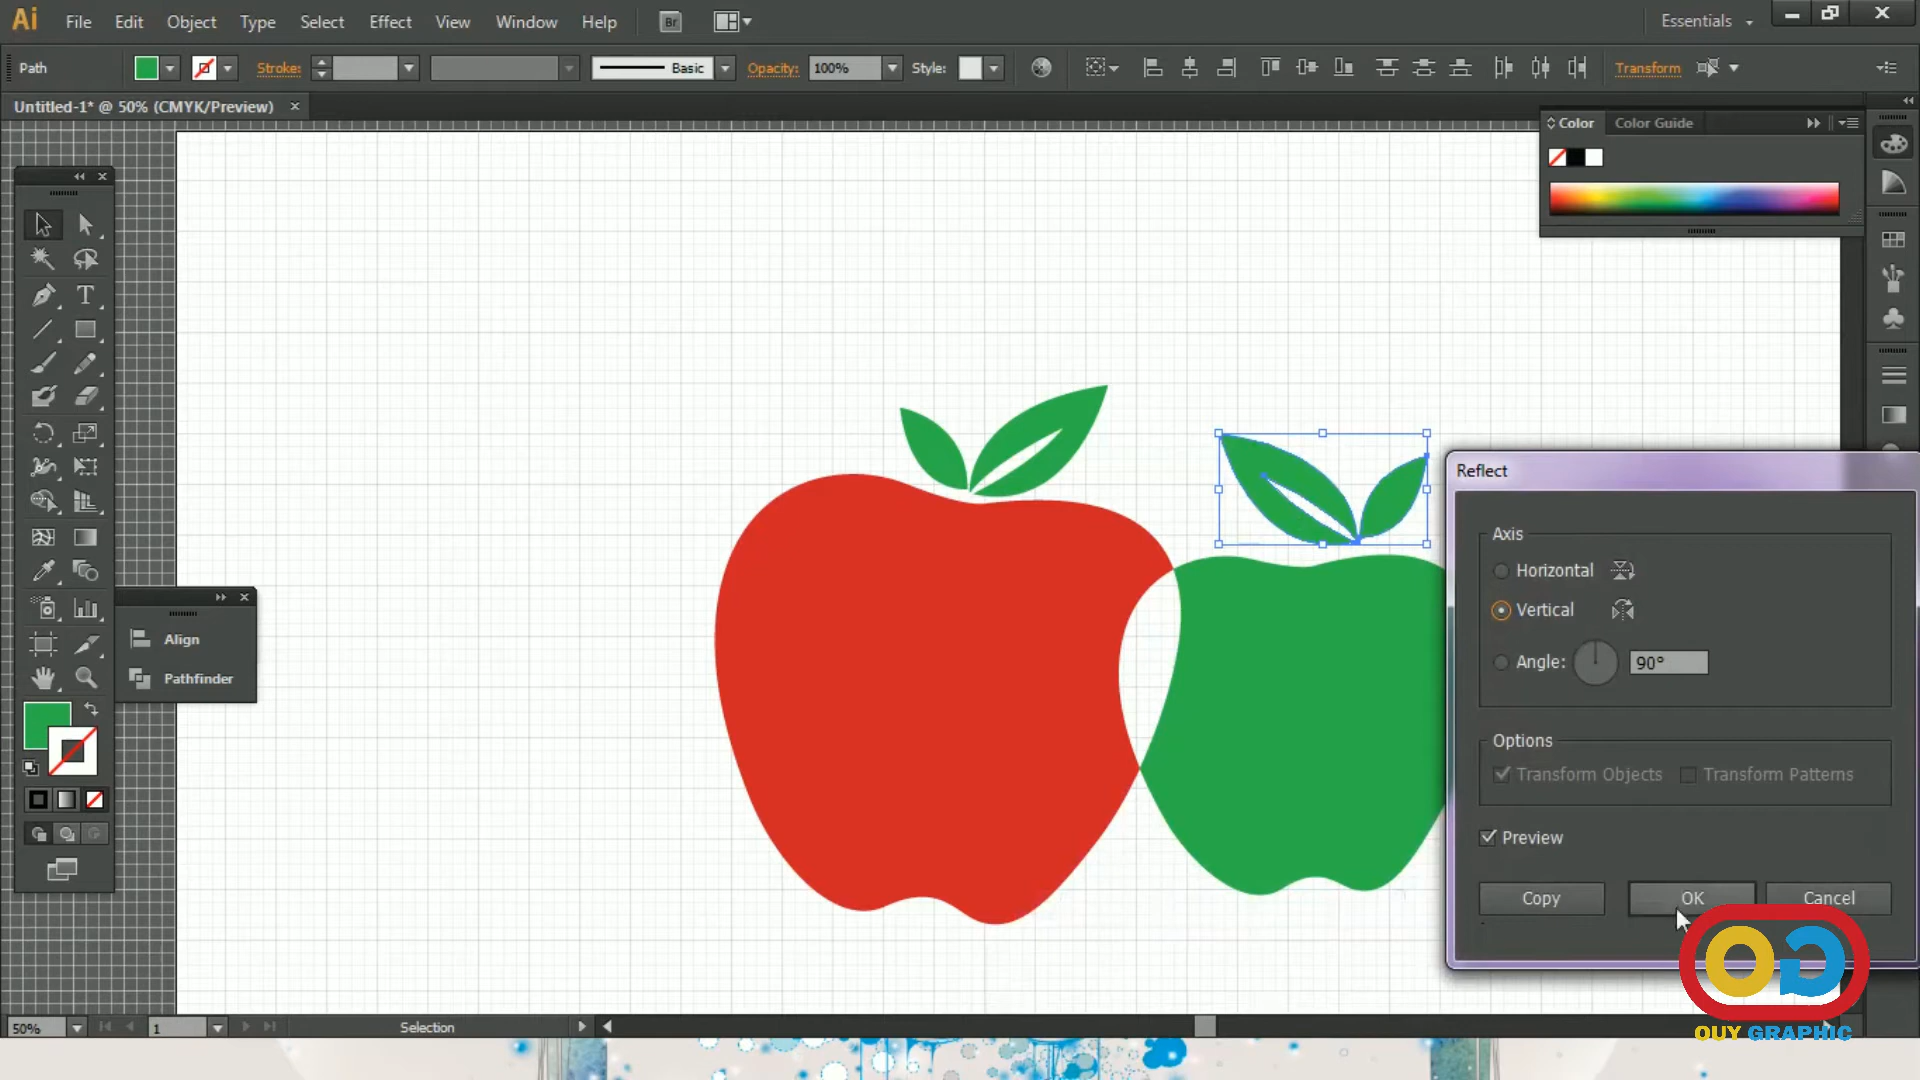 Ai File Edit Object Type Select Effect View Window Help Br Essentials
Path Stroke: Basic Opacity: 100% Style: Transform
Untitled-1* @ 50% (CMYK/Preview)
Color Color Guide
T
Align
Pathfinder
Reflect
Axis
Horizontal
Vertical
Angle: 90°
Options
Transform Objects Transform Patterns
Preview
Copy OK Cancel
OG
OUY GRAPHIC
50% 1 Selection